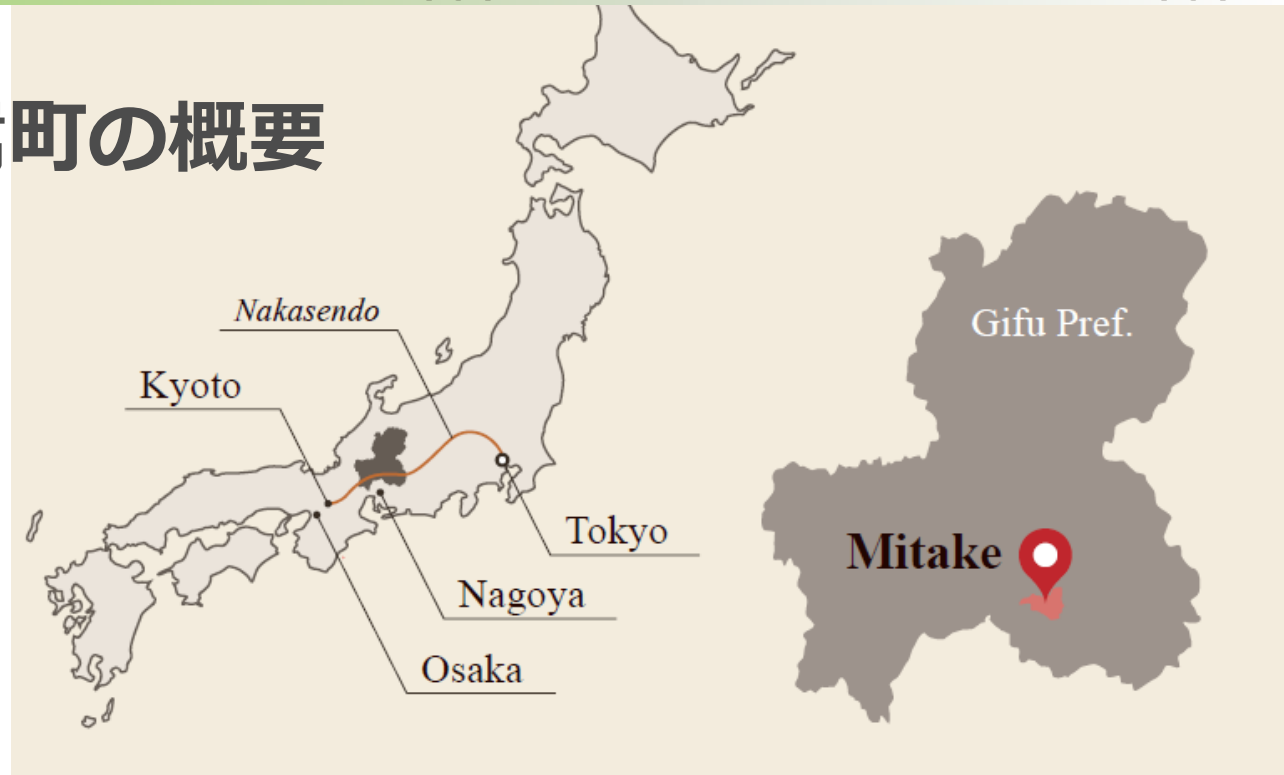 町の概要
Nakasendo
Kyoto
Tokyo
Nagoya
Osaka
Gifu Pref.
Mitake